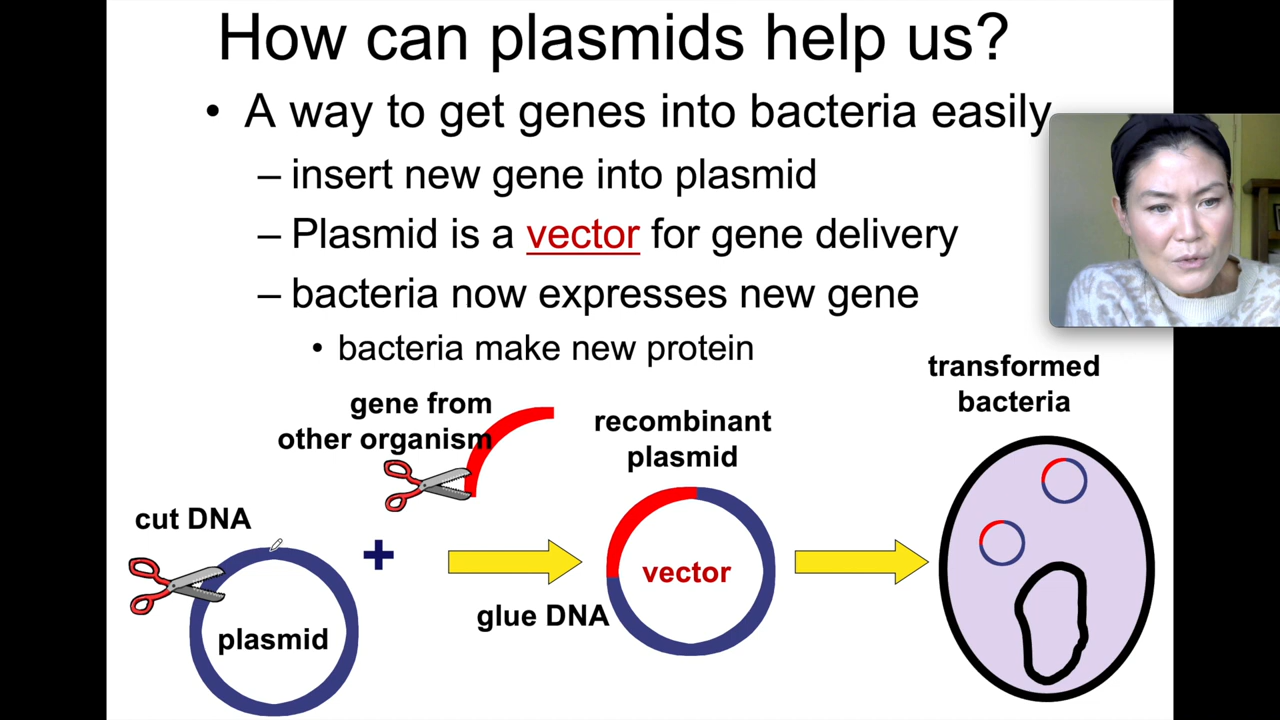 How can plasmids help us?
• A way to get genes into bacteria easily
– insert new gene into plasmid
– Plasmid is a vector for gene delivery
– bacteria now expresses new gene
• bacteria make new protein
transformed
bacteria
gene from
other organism
recombinant
plasmid
cut DNA
+
vector
glue DNA
plasmid